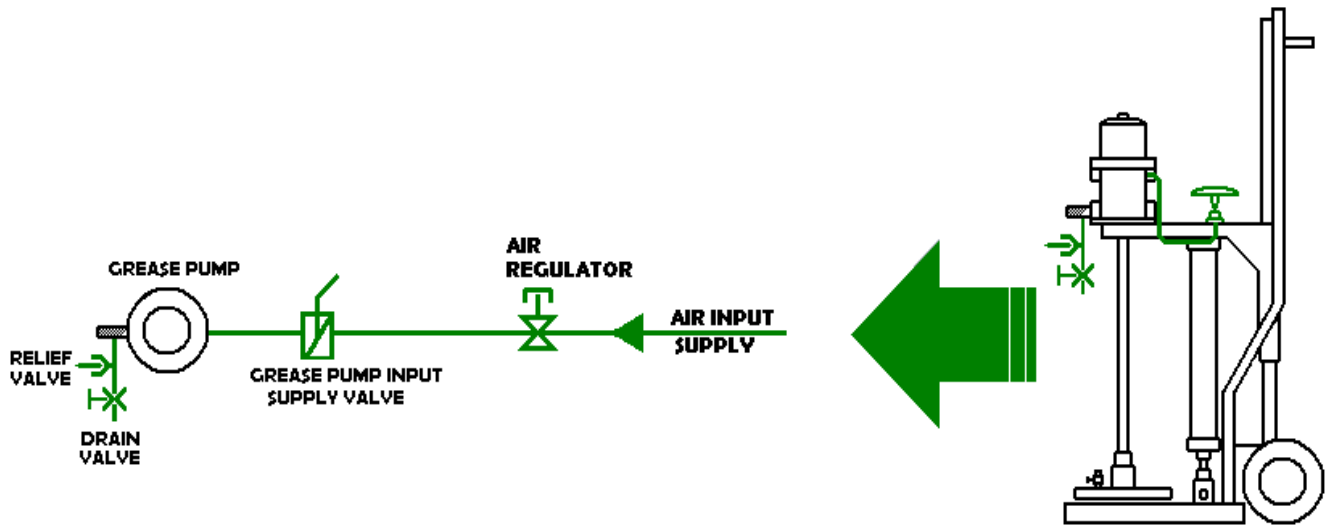 GREASE PUMP
AIR
REGULATOR
AIR INPUT
SUPPLY
RELIEF
VALVE
GREASE PUMP INPUT
SUPPLY VALVE
DRAIN
VALVE